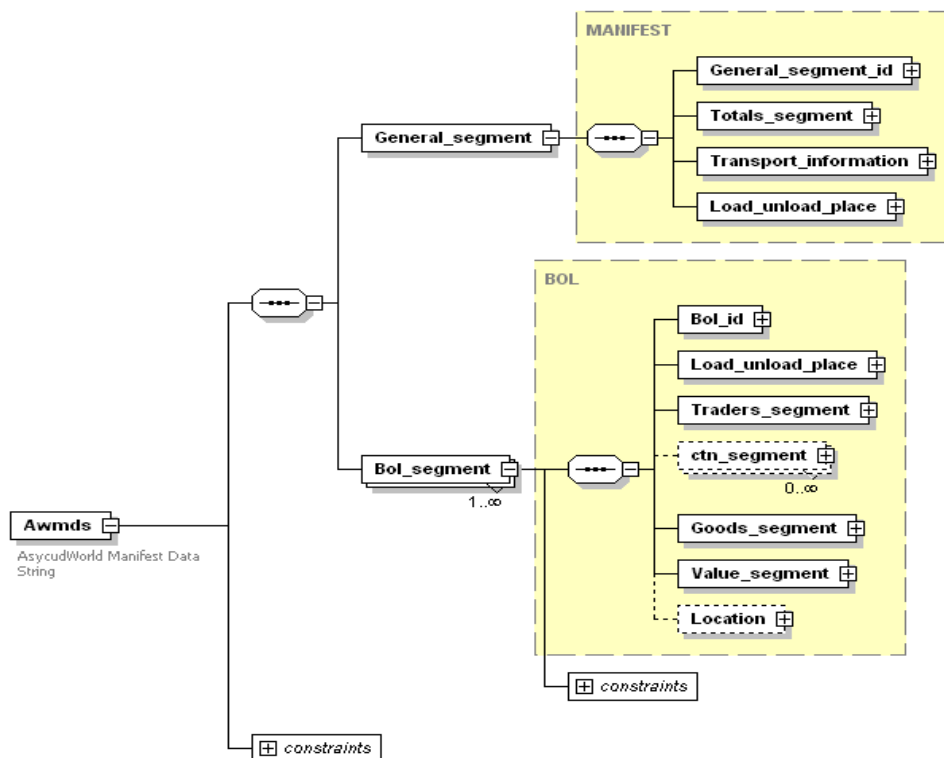 MANIFEST
General_segment_id
Totals_segment
General_segment
Transport_information
Load_unload_place
BOL
Bol_id
Load_unload_place
Traders_segment
ctn_segment
0..∞
Bol_segment
1..∞
Goods_segment
Value_segment
Location
Awmds
AsycudWorld Manifest Data
String
constraints
constraints